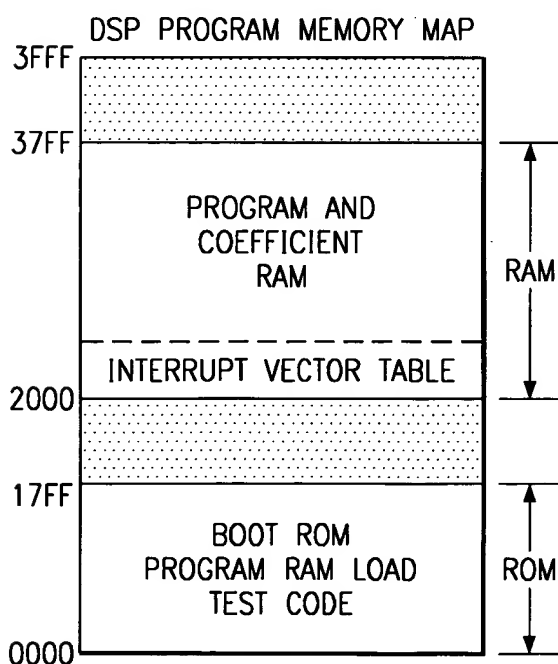 DSP PROGRAM MEMORY MAP
3FFF
37FF
PROGRAM AND
COEFFICIENT
RAM
RAM
INTERRUPT VECTOR TABLE
2000
17FF
BOOT ROM
PROGRAM RAM LOAD
TEST CODE
ROM
0000